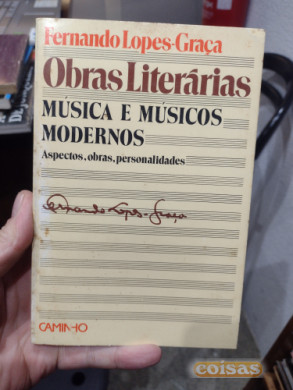 Fernando Lopes-Graça
Obras Literárias
MÚSICA E MÚSICOS
MODERNOS
Aspectos, obras, personalidades
Fernando Lopes-Graça
CAMINHO
coisas